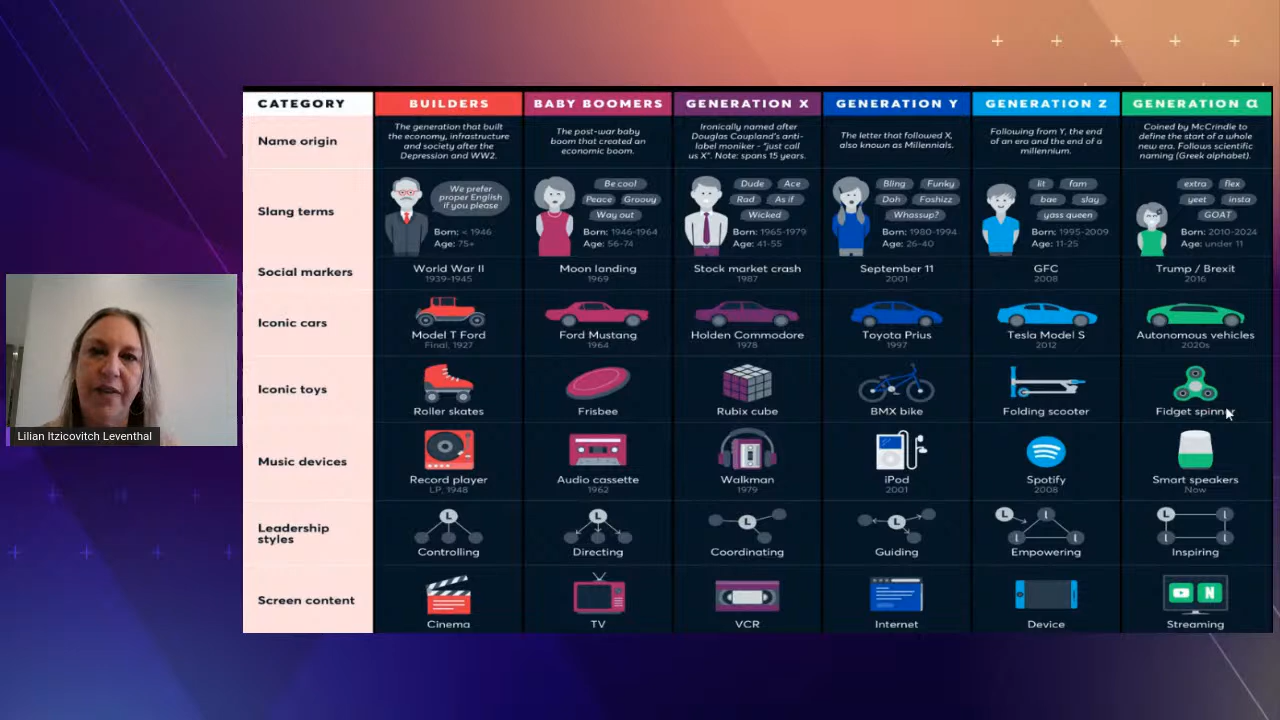 CATEGORY BUILDERS BABY BOOMERS GENERATION X GENERATION Y GENERATION Z GENERATION α
Name origin
The generation that built
the economy, infrastructure
and society after the
Depression and WW2.
The post-war baby
boom that created an
economic boom.
Ironically named after
Douglas Coupland's anti-
label moniker - "just call
us X". Note: spans 15 years.
The letter that followed X,
also known as Millennials.
Following from Y, the end
of an era and the end of a
millennium.
Coined by McCrindle to
define the start of a whole
new era. Follows scientific
naming (Greek alphabet).
Slang terms
We prefer
proper English
if you please
Born: < 1946
Age: 75+
Be cool
Peace Groovy
Way out
Born: 1946-1964
Age: 56-74
Dude Ace
Rad As if
Wicked
Born: 1965-1979
Age: 41-55
Bling Funky
Doh Foshizz
Whassup?
Born: 1980-1994
Age: 26-40
lit fam
bae slay
yass queen
Born: 1995-2009
Age: 11-25
extra flex
yeet insta
GOAT
Born: 2010-2024
Age: under 11
Social markers
World War II
1939-1945
Moon landing
1969
Stock market crash
1987
September 11
2001
GFC
2008
Trump / Brexit
2016
Iconic cars
Model T Ford
Final, 1927
Ford Mustang
1964
Holden Commodore
1978
Toyota Prius
1997
Tesla Model S
2012
Autonomous vehicles
2020s
Iconic toys
Roller skates
Frisbee
Rubix cube
BMX bike
Folding scooter
Fidget spinner
Music devices
Record player
LP, 1948
Audio cassette
1962
Walkman
1979
iPod
2001
Spotify
2008
Smart speakers
Now
Leadership
styles
L
Controlling
L
Directing
L
Coordinating
L
Guiding
L l
l l
Empowering
L l
l l
Inspiring
Screen content
Cinema
TV
VCR
Internet
Device
N
Streaming
Lilian Itzicovitch Leventhal